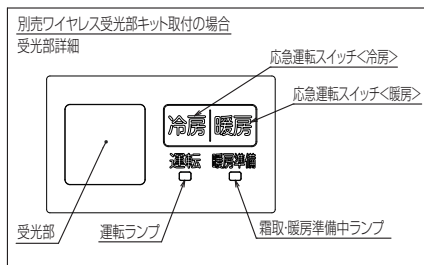 別売ワイヤレス受光部キット取付の場合
受光部詳細
応急運転スイッチ<冷房>
応急運転スイッチ<暖房>
冷房 暖房
運転 暖房準備
受光部
運転ランプ
霜取・暖房準備中ランプ